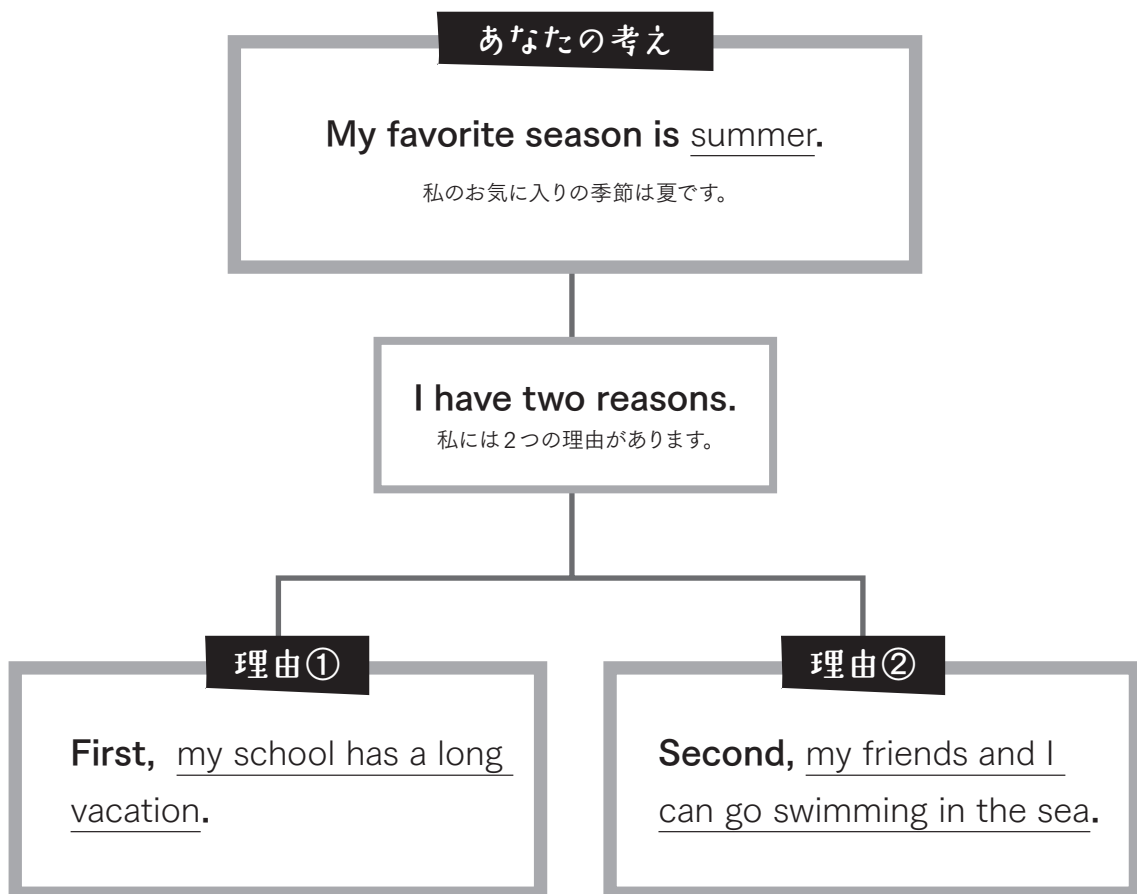 あなたの考え
My favorite season is summer.
私のお気に入りの季節は夏です。
I have two reasons.
私には2つの理由があります。
理由①
First, my school has a long
vacation.
理由②
Second, my friends and I
can go swimming in the sea.